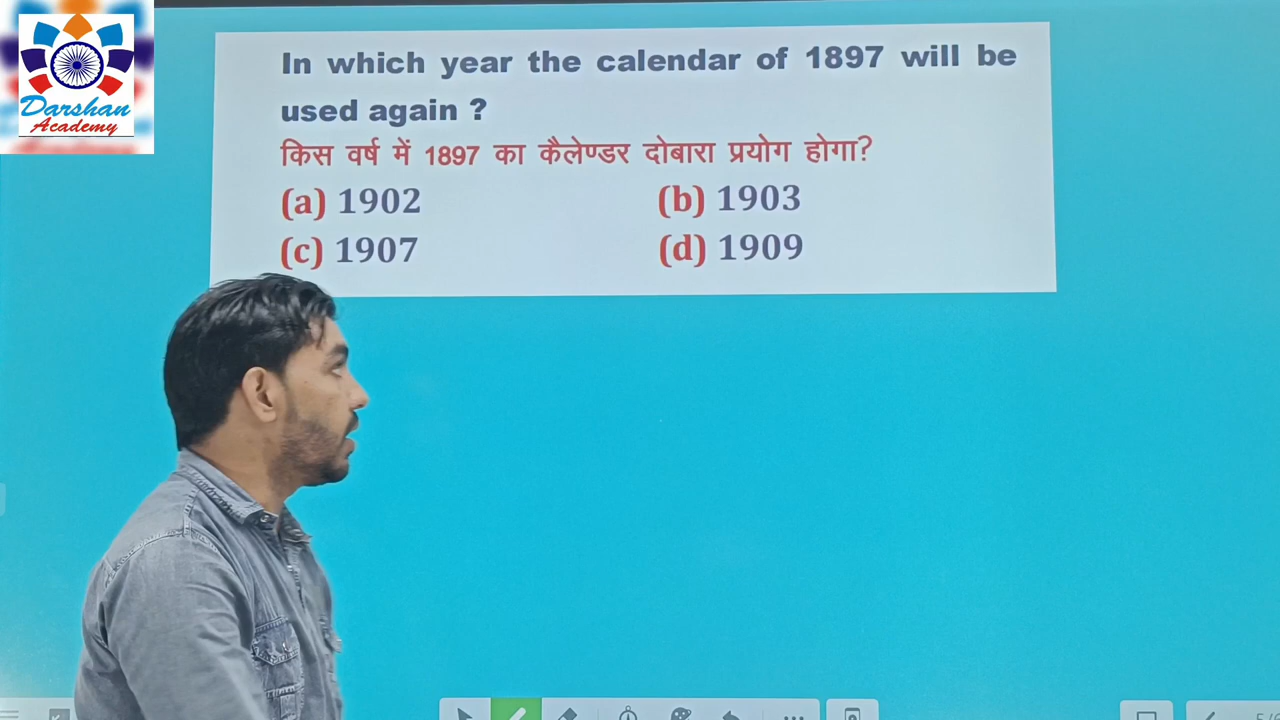 Darshan
Academy
In which year the calendar of 1897 will be
used again ?
किस वर्ष में 1897 का कैलेण्डर दोबारा प्रयोग होगा?
(a) 1902 (b) 1903
(c) 1907 (d) 1909